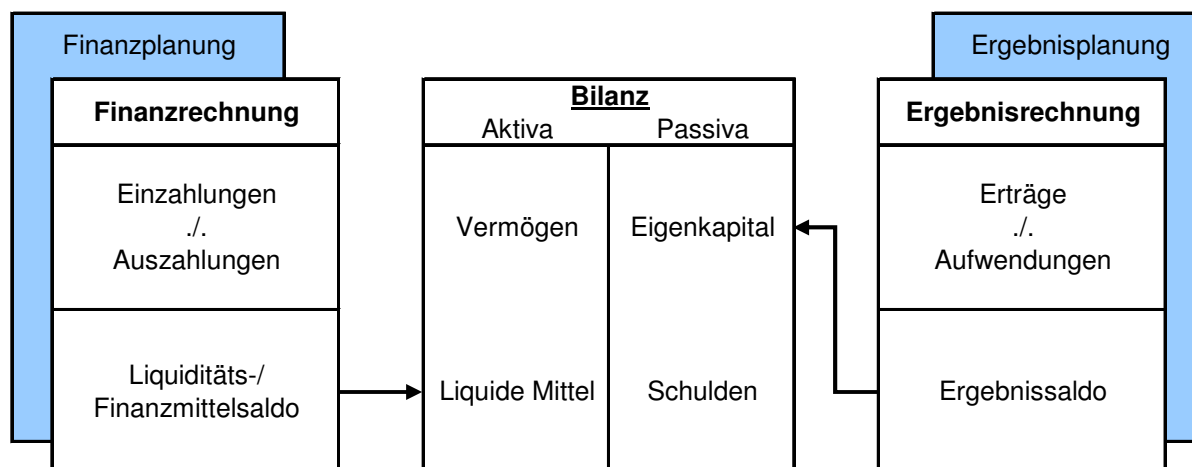 Finanzplanung
Finanzrechnung
Einzahlungen
./.
Auszahlungen
Liquiditäts-/
Finanzmittelsaldo
Bilanz
Aktiva
Passiva
Vermögen
Eigenkapital
Liquide Mittel
Schulden
Ergebnisplanung
Ergebnisrechnung
Erträge
./.
Aufwendungen
Ergebnissaldo